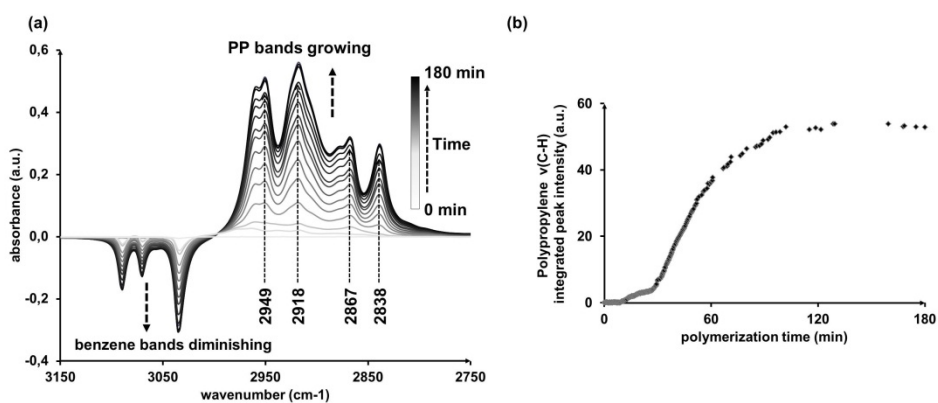 (a)
0,6
0,4
0,2
0,0
-0,2
-0,4
absorbance (a.u.)
PP bands growing
180 min
Time
0 min
2949
2918
2867
2838
benzene bands diminishing
3150
3050
2950
2850
2750
wavenumber (cm-1)
(b)
60
40
20
0
Polypropylene ν(C-H)
integrated peak intensity (a.u.)
0
60
120
180
polymerization time (min)